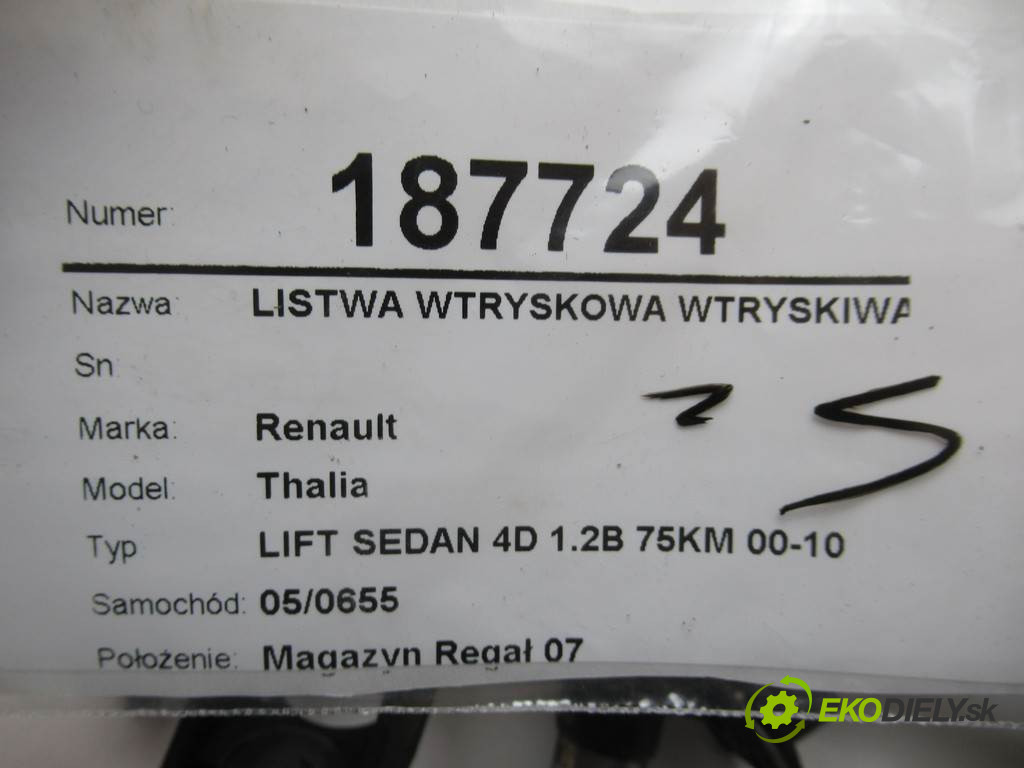 Numer: 187724
Nazwa: LISTWA WTRYSKOWA WTRYSKIWA
Sn:
Marka: Renault
Model: Thalia
Typ LIFT SEDAN 4D 1.2B 75KM 00-10
Samochód: 05/0655
Położenie: Magazyn Regał 07
EKODIELY.sk